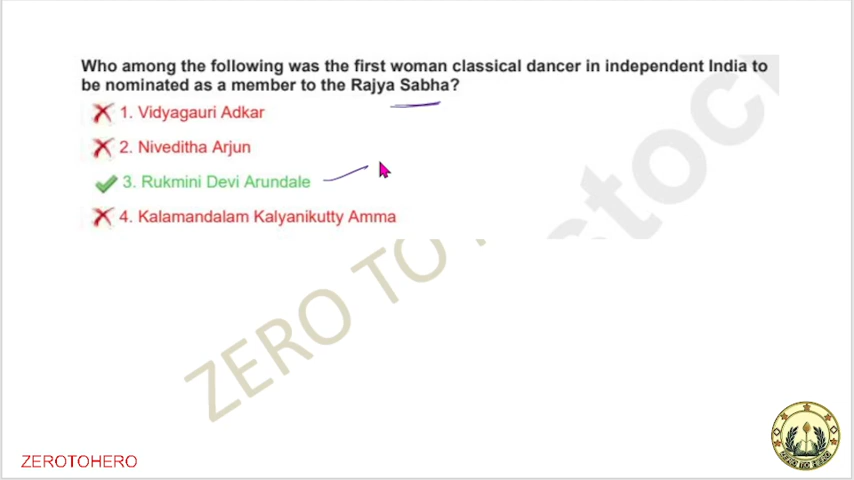 Who among the following was the first woman classical dancer in independent India to
be nominated as a member to the Rajya Sabha?
1. Vidyagauri Adkar
2. Niveditha Arjun
3. Rukmini Devi Arundale
4. Kalamandalam Kalyanikutty Amma
ZERO TO
ZEROTOHERO